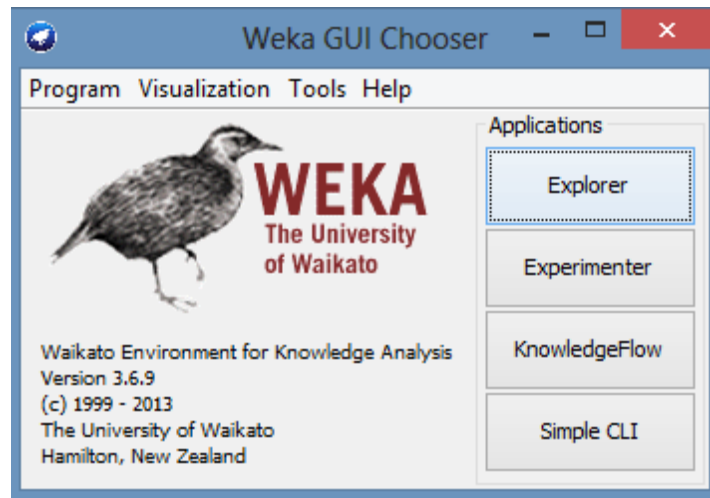 Weka GUI Chooser
Program Visualization Tools Help
WEKA
The University
of Waikato
Waikato Environment for Knowledge Analysis
Version 3.6.9
(c) 1999 - 2013
The University of Waikato
Hamilton, New Zealand
Applications
Explorer
Experimenter
KnowledgeFlow
Simple CLI